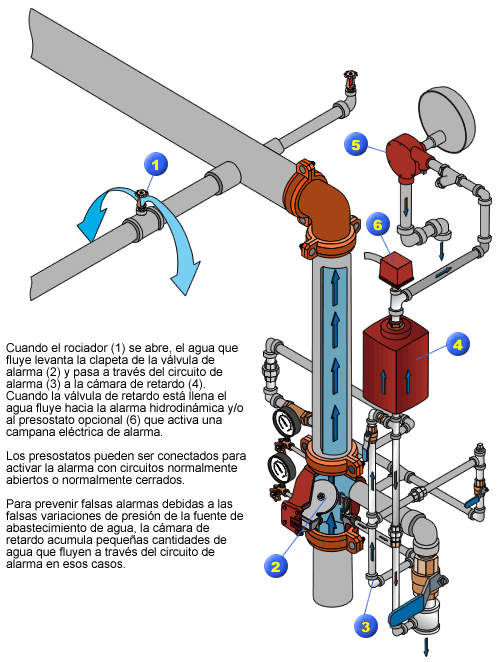 1
5
6
4
Cuando el rociador (1) se abre, el agua que
fluye levanta la clapeta de la válvula de
alarma (2) y pasa a través del circuito de
alarma (3) a la cámara de retardo (4).
Cuando la válvula de retardo está llena el
agua fluye hacia la alarma hidrodinámica y/o
al presostato opcional (6) que activa una
campana eléctrica de alarma.
Los presostatos pueden ser conectados para
activar la alarma con circuitos normalmente
abiertos o normalmente cerrados.
Para prevenir falsas alarmas debidas a las
falsas variaciones de presión de la fuente de
abastecimiento de agua, la cámara de
retardo acumula pequeñas cantidades de
agua que fluyen a través del circuito de
alarma en esos casos.
2
3